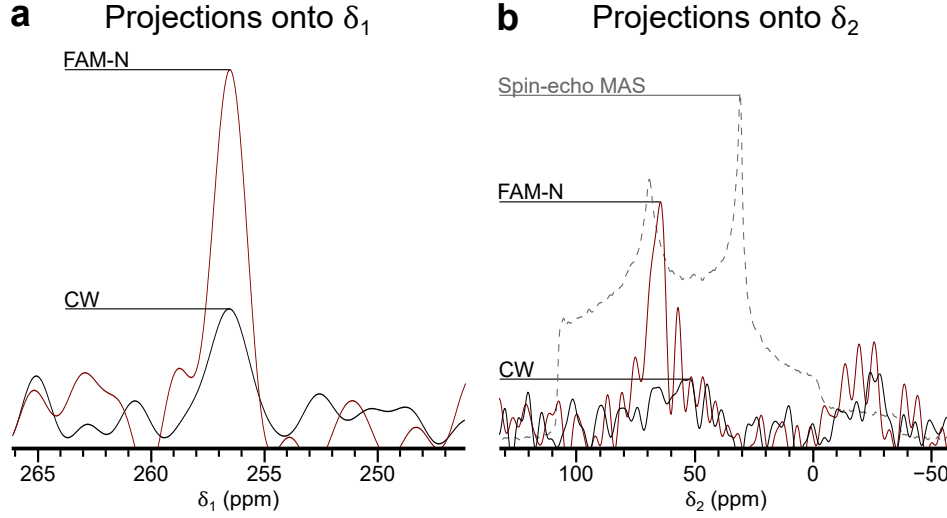 a Projections onto δ1
FAM-N
CW
265 260 255 250
δ1 (ppm)
b Projections onto δ2
Spin-echo MAS
FAM-N
CW
100 50 0 −50
δ2 (ppm)